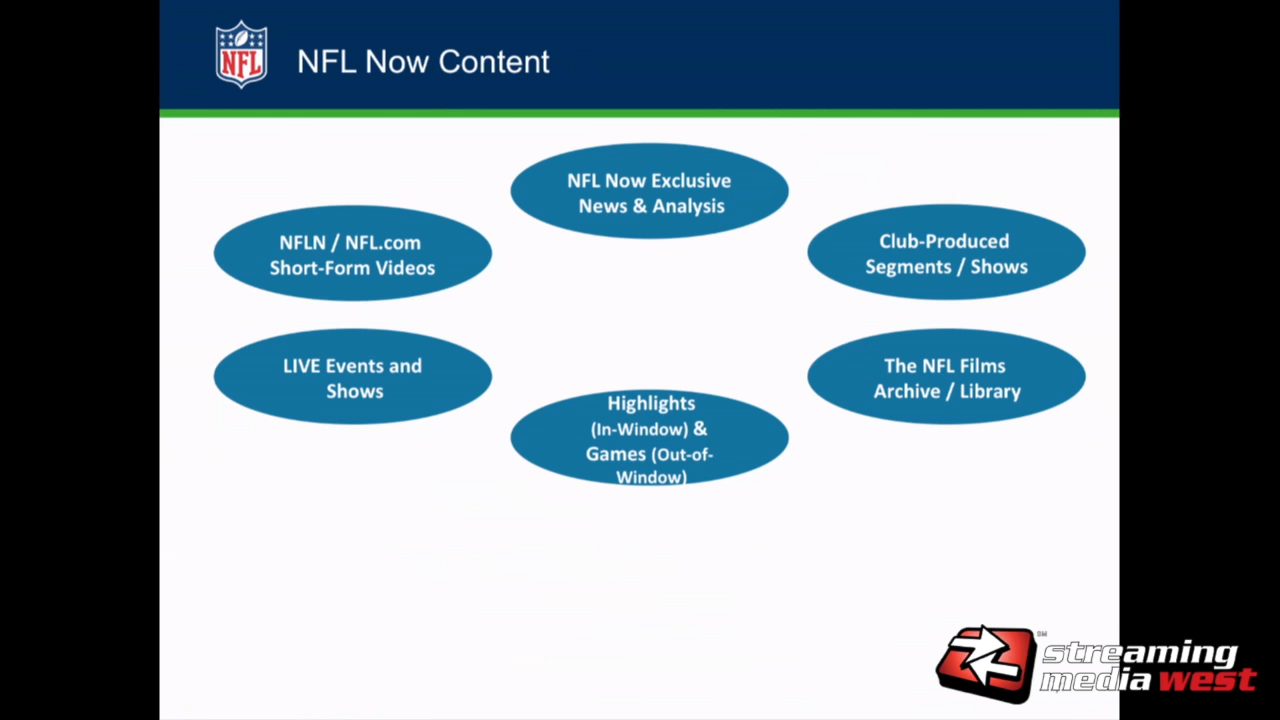 NFL
NFL Now Content
NFL Now Exclusive
News & Analysis
NFLN / NFL.com
Short-Form Videos
Club-Produced
Segments / Shows
LIVE Events and
Shows
The NFL Films
Archive / Library
Highlights
(In-Window) &
Games (Out-of-
Window)
SM
streaming
media west